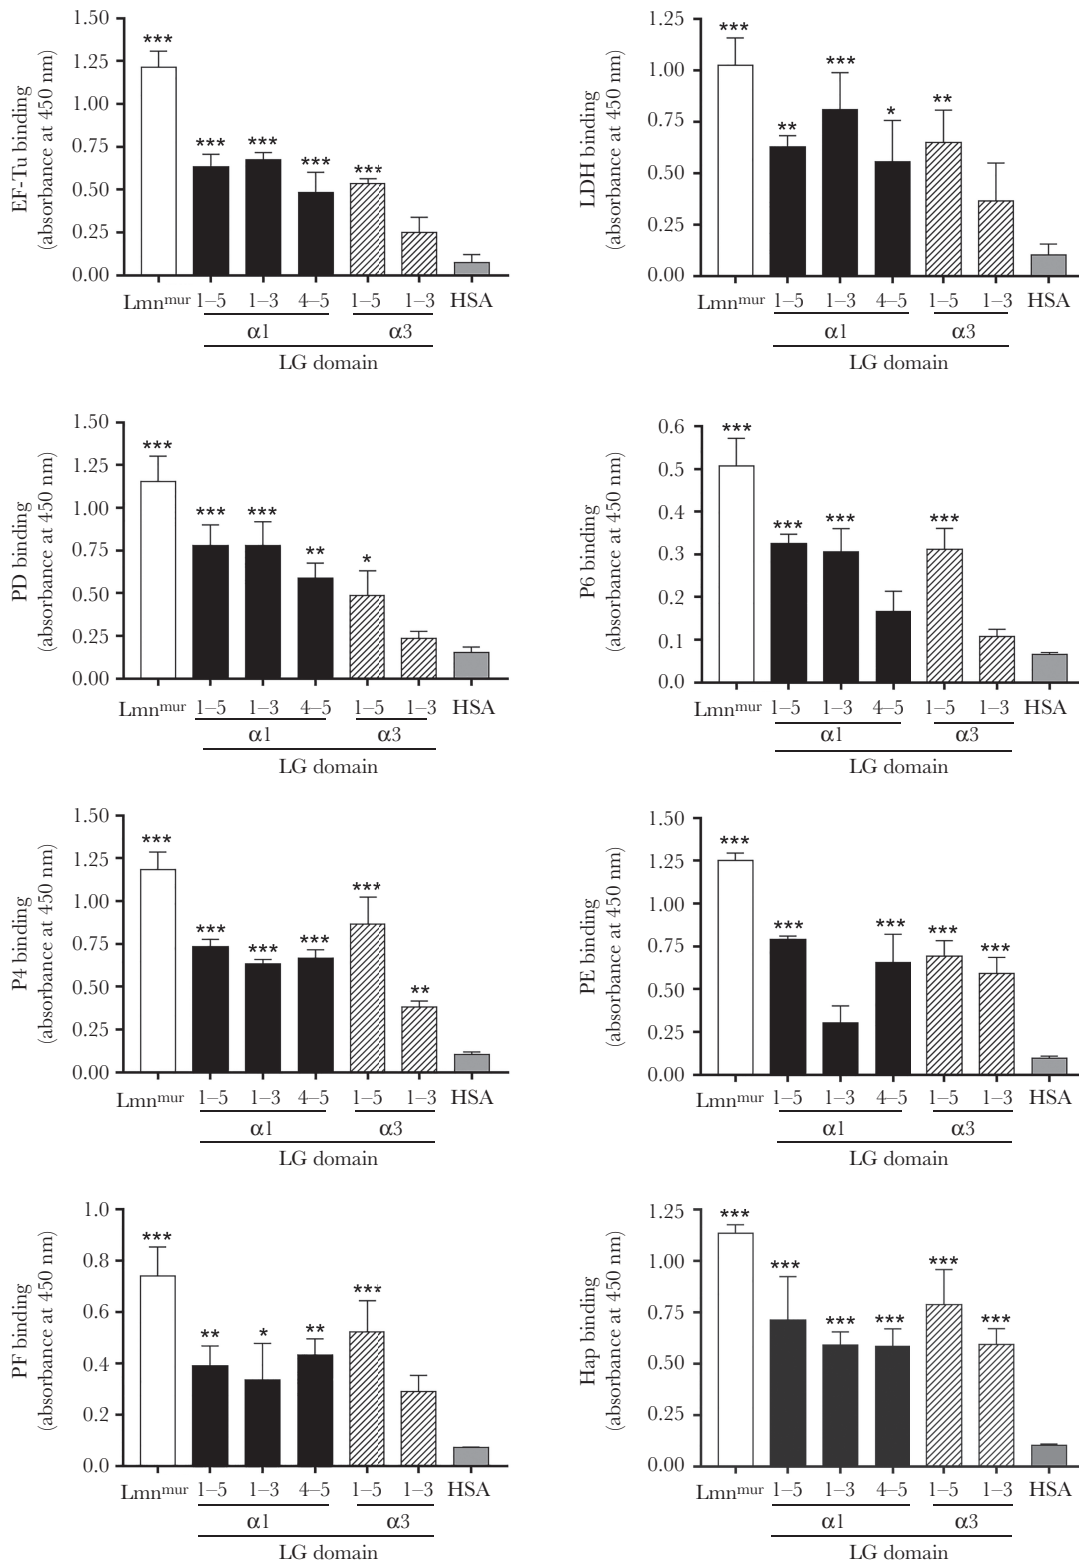 EF-Tu binding
(absorbance at 450 nm)
1.50
1.25
1.00
0.75
0.50
0.25
0.00
***
***
***
***
***
Lmnmur 1–5 1–3 4–5 1–5 1–3 HSA
α1 α3
LG domain
LDH binding
(absorbance at 450 nm)
1.25
1.00
0.75
0.50
0.25
0.00
***
**
***
*
**
Lmnmur 1–5 1–3 4–5 1–5 1–3 HSA
α1 α3
LG domain
PD binding
(absorbance at 450 nm)
1.50
1.25
1.00
0.75
0.50
0.25
0.00
***
***
***
**
*
Lmnmur 1–5 1–3 4–5 1–5 1–3 HSA
α1 α3
LG domain
P6 binding
(absorbance at 450 nm)
0.6
0.5
0.4
0.3
0.2
0.1
0.0
***
***
***
***
Lmnmur 1–5 1–3 4–5 1–5 1–3 HSA
α1 α3
LG domain
P4 binding
(absorbance at 450 nm)
1.50
1.25
1.00
0.75
0.50
0.25
0.00
***
***
***
***
***
**
Lmnmur 1–5 1–3 4–5 1–5 1–3 HSA
α1 α3
LG domain
PE binding
(absorbance at 450 nm)
1.50
1.25
1.00
0.75
0.50
0.25
0.00
***
***
***
***
***
Lmnmur 1–5 1–3 4–5 1–5 1–3 HSA
α1 α3
LG domain
PF binding
(absorbance at 450 nm)
1.0
0.8
0.6
0.4
0.2
0.0
***
**
*
**
***
Lmnmur 1–5 1–3 4–5 1–5 1–3 HSA
α1 α3
LG domain
Hap binding
(absorbance at 450 nm)
1.25
1.00
0.75
0.50
0.25
0.00
***
***
***
***
***
***
Lmnmur 1–5 1–3 4–5 1–5 1–3 HSA
α1 α3
LG domain